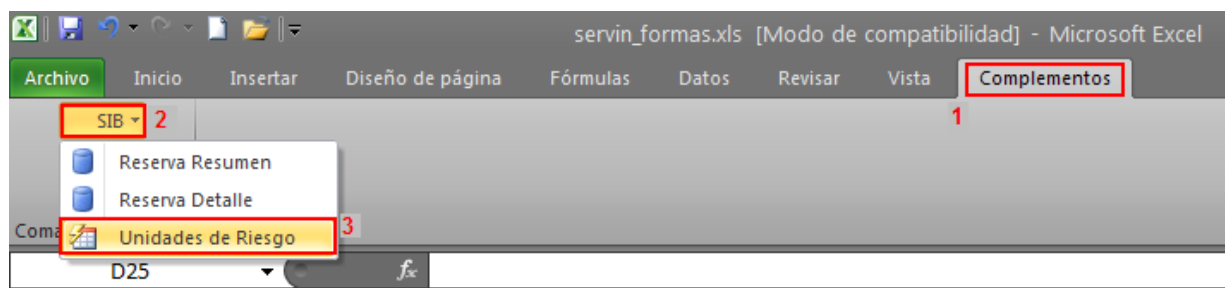 servin_formas.xls [Modo de compatibilidad] - Microsoft Excel
Archivo Inicio Insertar Diseño de página Fórmulas Datos Revisar Vista Complementos
1
SIB 2
Reserva Resumen
Reserva Detalle
Unidades de Riesgo 3
D25 fx